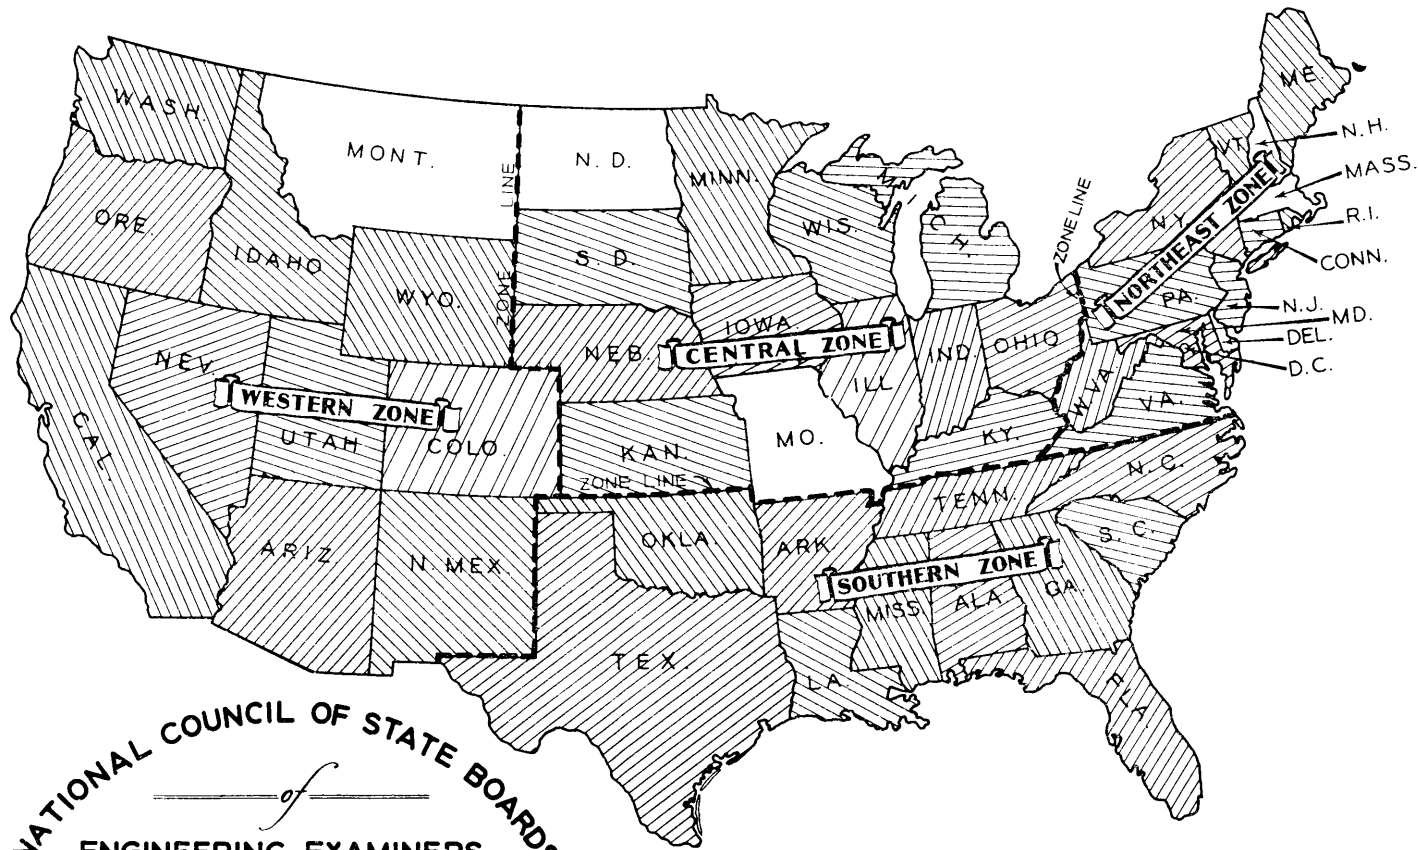 WASH.
ORE.
IDAHO
MONT.
WYO.
NEV.
CAL.
UTAH
COLO.
ARIZ
N. MEX.
WESTERN ZONE
ZONE LINE
N. D.
S. D.
NEB.
KAN.
ZONE LINE
MINN.
IOWA
MO.
WIS.
ILL
MICH.
IND.
OHIO
KY.
CENTRAL ZONE
ZONE LINE
ME.
VT.
N.H.
MASS.
R.I.
CONN.
N.Y.
PA.
N.J.
MD.
DEL.
D.C.
W.VA
VA.
NORTHEAST ZONE
OKLA.
TEX.
ARK.
LA.
TENN.
MISS
ALA
GA.
N. C.
S. C.
FLA
SOUTHERN ZONE
NATIONAL COUNCIL OF STATE BOARDS
of
ENGINEERING EXAMINERS